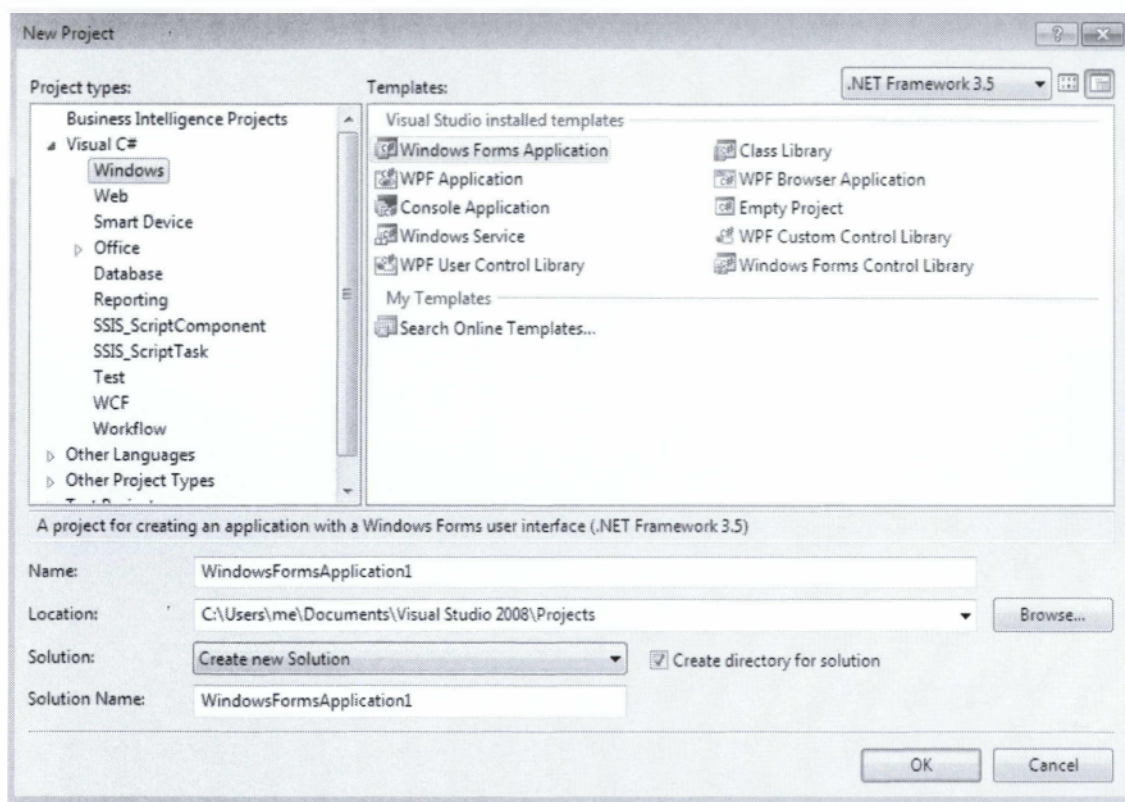 New Project
Project types:
Templates:
.NET Framework 3.5
Business Intelligence Projects
Visual C#
Windows
Web
Smart Device
Office
Database
Reporting
SSIS_ScriptComponent
SSIS_ScriptTask
Test
WCF
Workflow
Other Languages
Other Project Types
Visual Studio installed templates
Windows Forms Application
Class Library
WPF Application
WPF Browser Application
Console Application
Empty Project
Windows Service
WPF Custom Control Library
WPF User Control Library
Windows Forms Control Library
My Templates
Search Online Templates...
A project for creating an application with a Windows Forms user interface (.NET Framework 3.5)
Name:
WindowsFormsApplication1
Location:
C:\Users\me\Documents\Visual Studio 2008\Projects
Browse...
Solution:
Create new Solution
Create directory for solution
Solution Name:
WindowsFormsApplication1
OK
Cancel